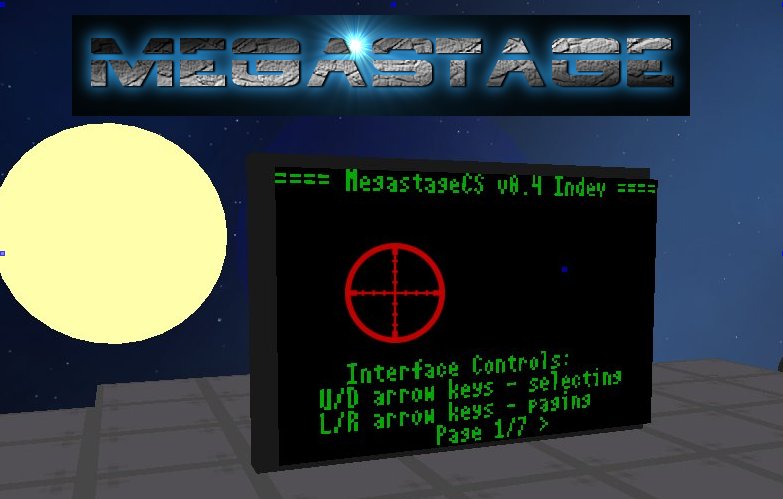 MEGASTAGE
==== MegastageCS v0.4 Indev ====
Interface Controls:
U/D arrow keys - selecting
L/R arrow keys - paging
Page 1/7 >